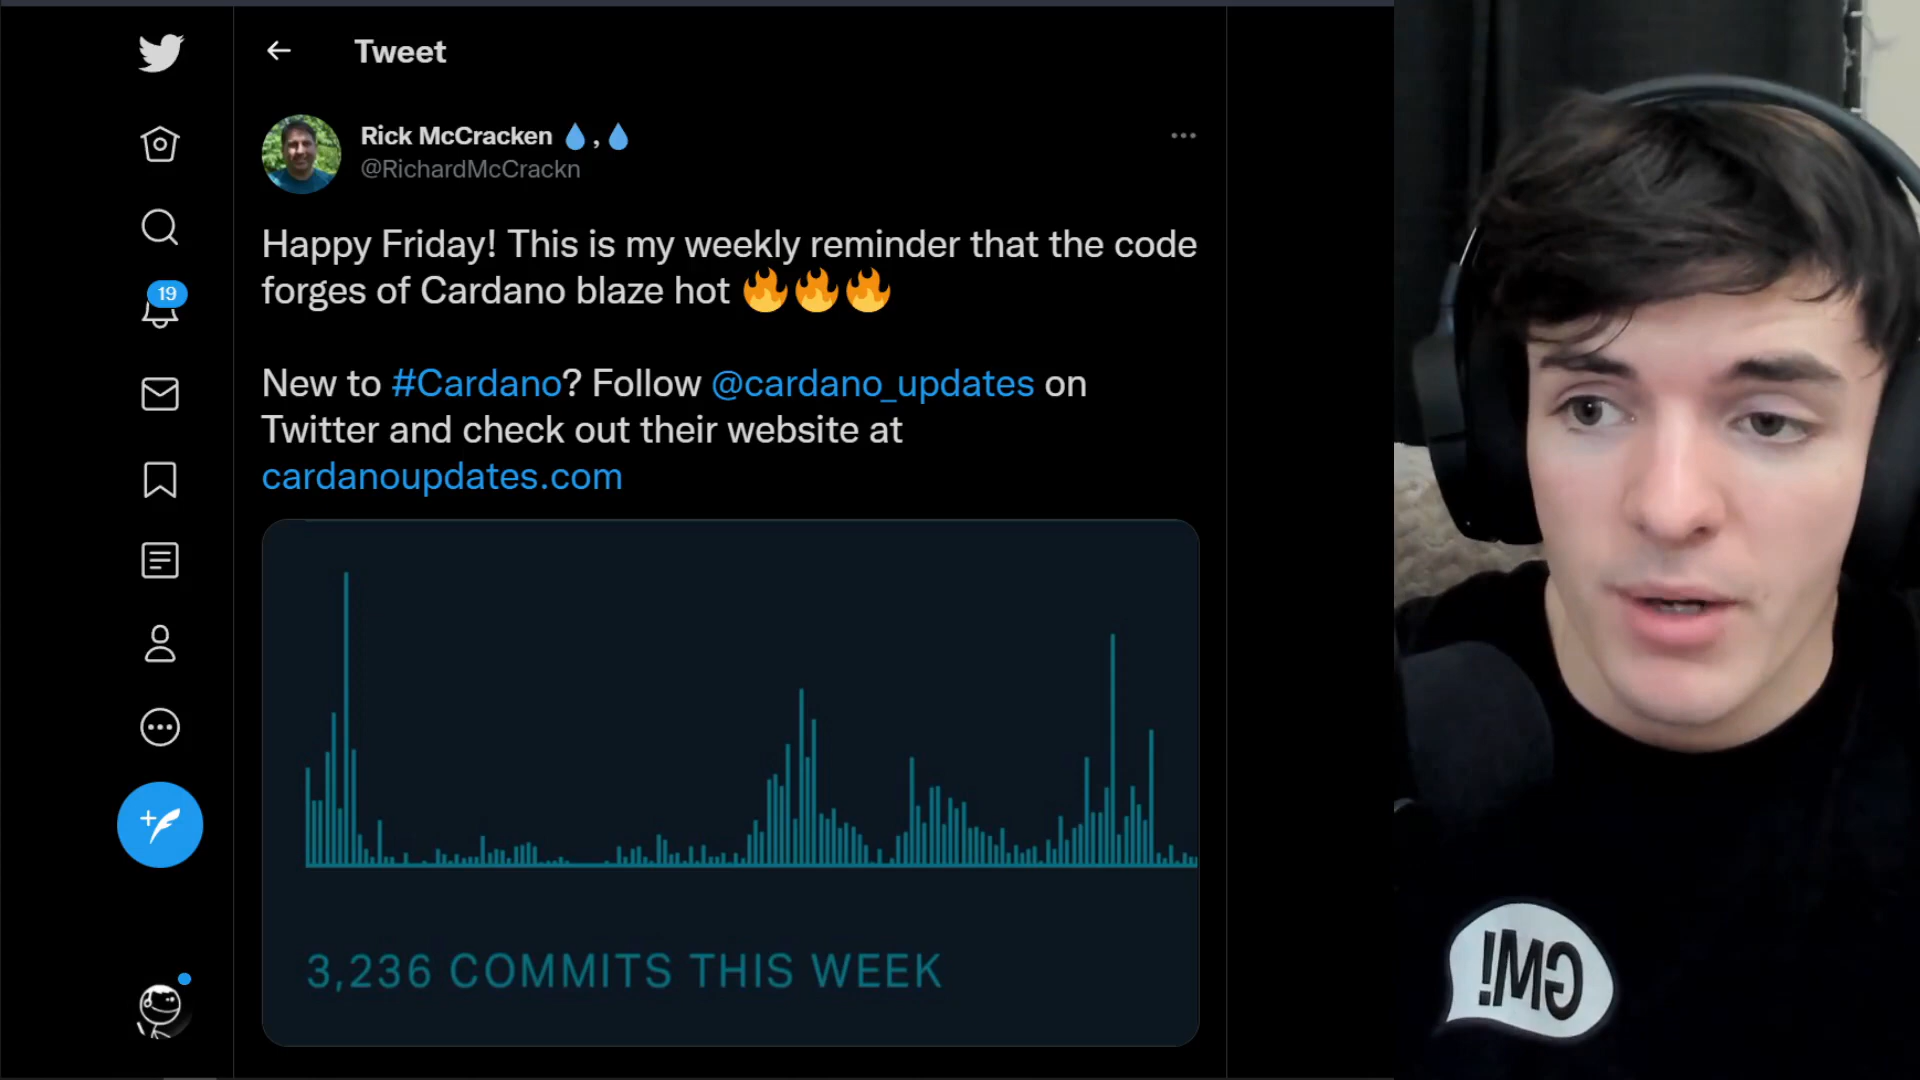 Tweet
Rick McCracken 💧,💧
@RichardMcCrackn
Happy Friday! This is my weekly reminder that the code
forges of Cardano blaze hot 🔥🔥🔥
New to #Cardano? Follow @cardano_updates on
Twitter and check out their website at
cardanoupdates.com
19
3,236 COMMITS THIS WEEK
GM!